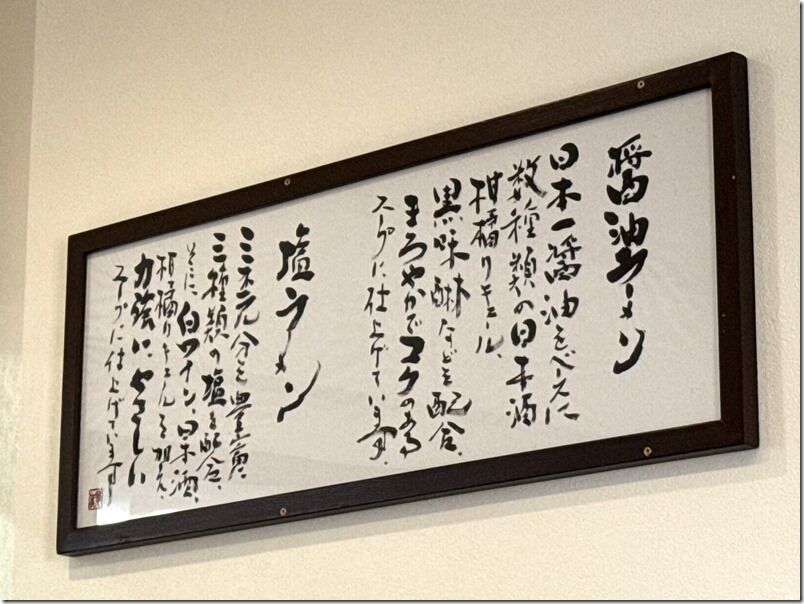 醤油ラーメン
日本一醤油をベースに
数種類の日本酒
柑橘リキュール、
黒味醂などを配合、
まろやかでコクのある
スープに仕上げています。
塩ラーメン
ミネラル分を豊富に
三種類の塩を配合、
そこに、白ワイン、日本酒、
柑橘リキュールを加え、
力強いやさしい
スープに仕上げています。